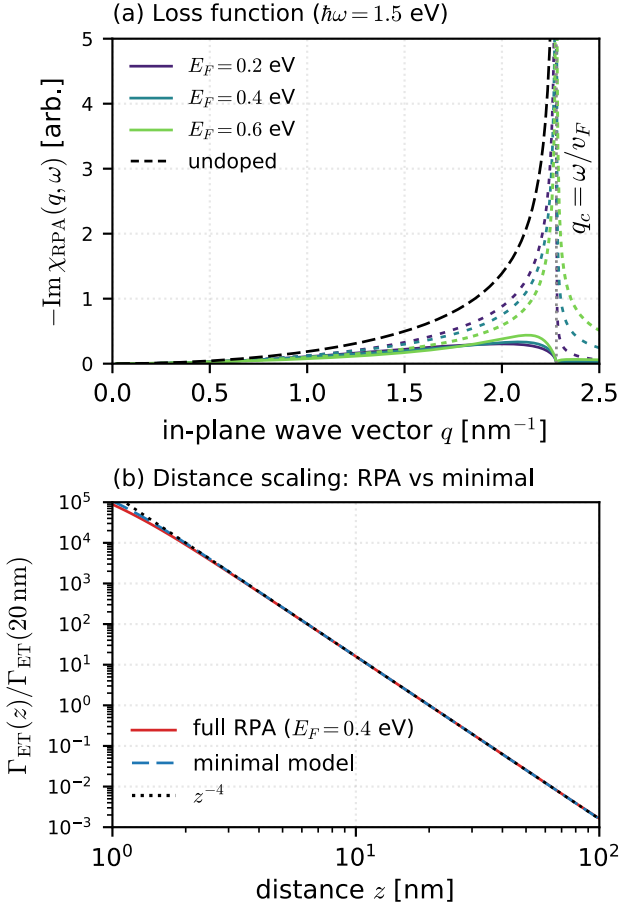 (a) Loss function (ℏω = 1.5 eV)
−Im χ_RPA(q, ω) [arb.]
5
4
3
2
1
0
E_F = 0.2 eV
E_F = 0.4 eV
E_F = 0.6 eV
undoped
q_c = ω/v_F
0.0 0.5 1.0 1.5 2.0 2.5
in-plane wave vector q [nm⁻¹]
(b) Distance scaling: RPA vs minimal
Γ_ET(z)/Γ_ET(20 nm)
10⁵
10⁴
10³
10²
10¹
10⁰
10⁻¹
10⁻²
10⁻³
full RPA (E_F = 0.4 eV)
minimal model
z⁻⁴
10⁰ 10¹ 10²
distance z [nm]